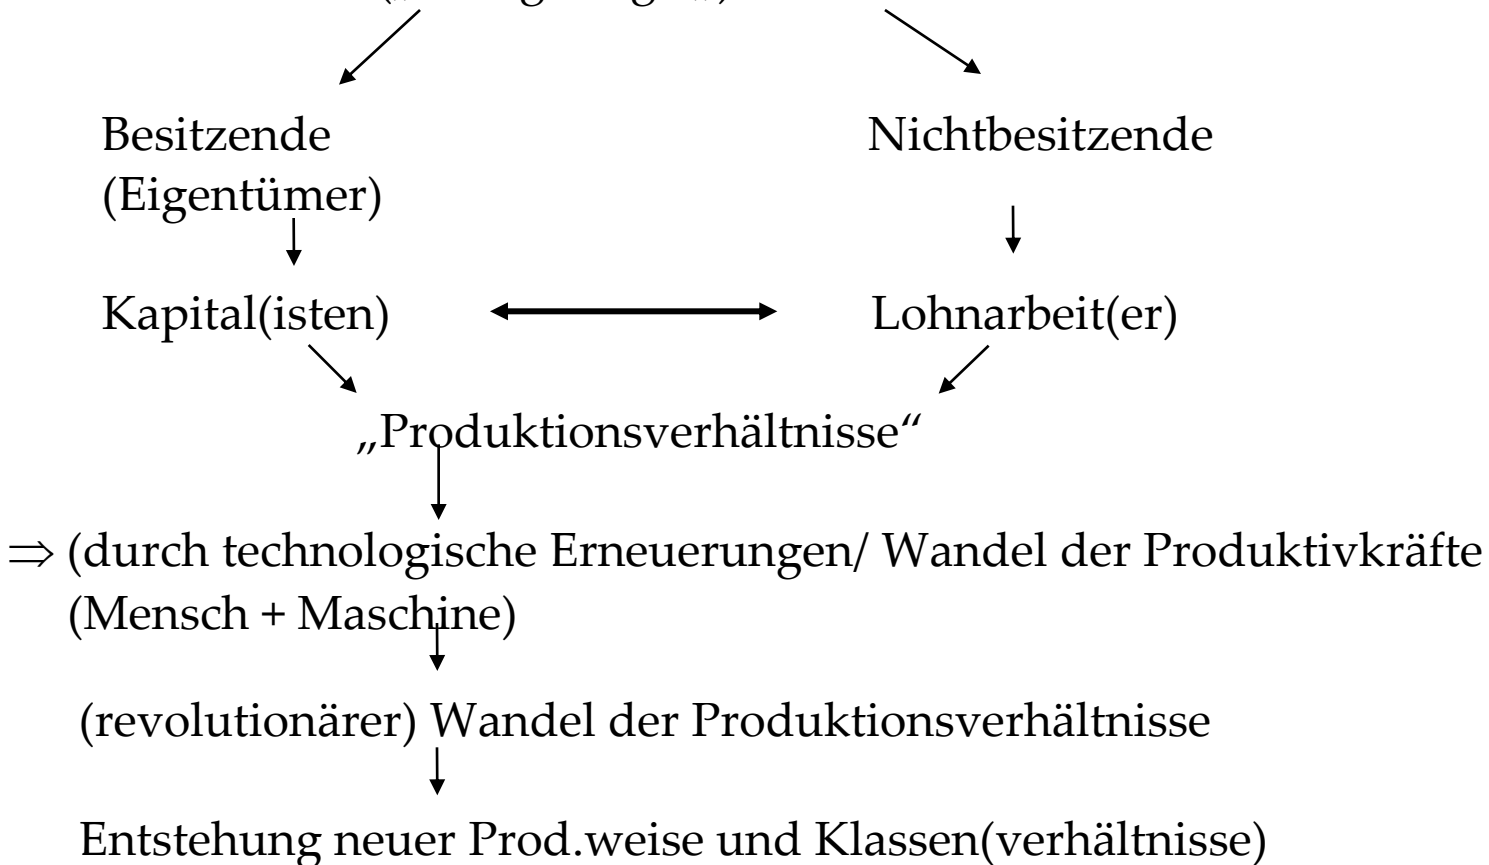 Besitzende Nichtbesitzende
(Eigentümer)
Kapital(isten) Lohnarbeit(er)
„Produktionsverhältnisse“
⇒ (durch technologische Erneuerungen/ Wandel der Produktivkräfte
(Mensch + Maschine)
(revolutionärer) Wandel der Produktionsverhältnisse
Entstehung neuer Prod.weise und Klassen(verhältnisse)